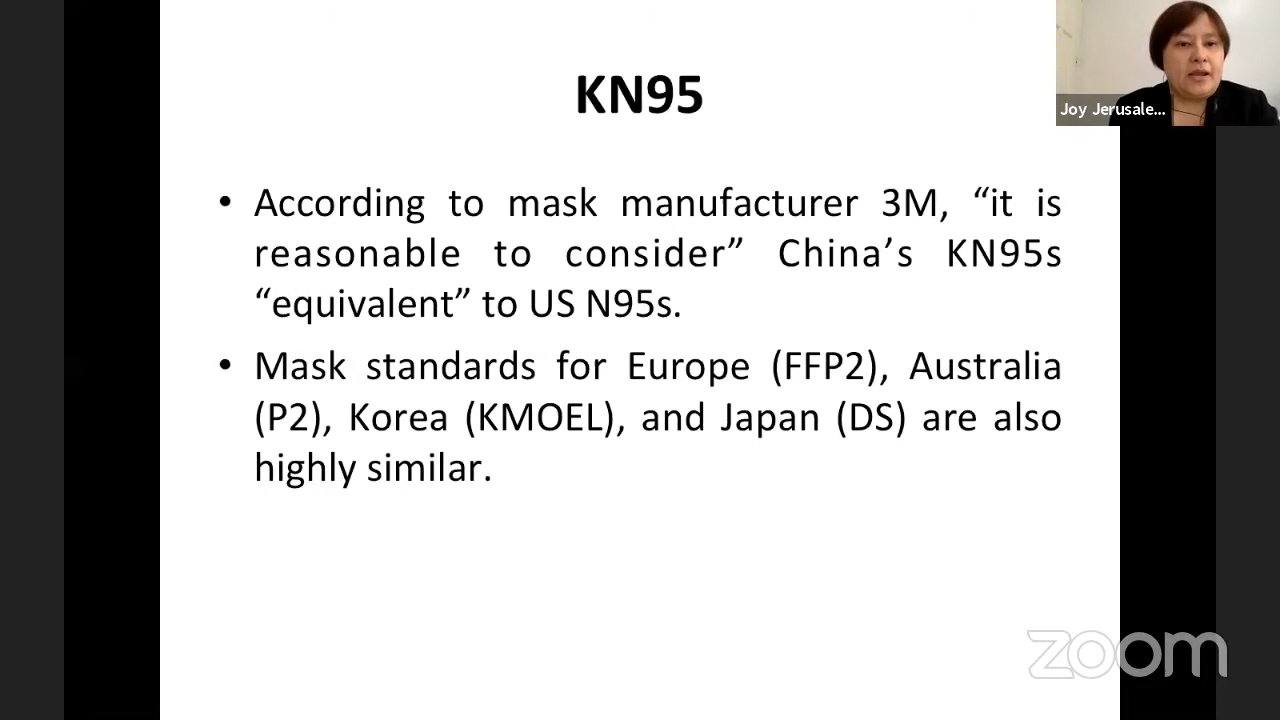 KN95
• According to mask manufacturer 3M, “it is
reasonable to consider” China’s KN95s
“equivalent” to US N95s.
• Mask standards for Europe (FFP2), Australia
(P2), Korea (KMOEL), and Japan (DS) are also
highly similar.
Joy Jerusale...
zoom